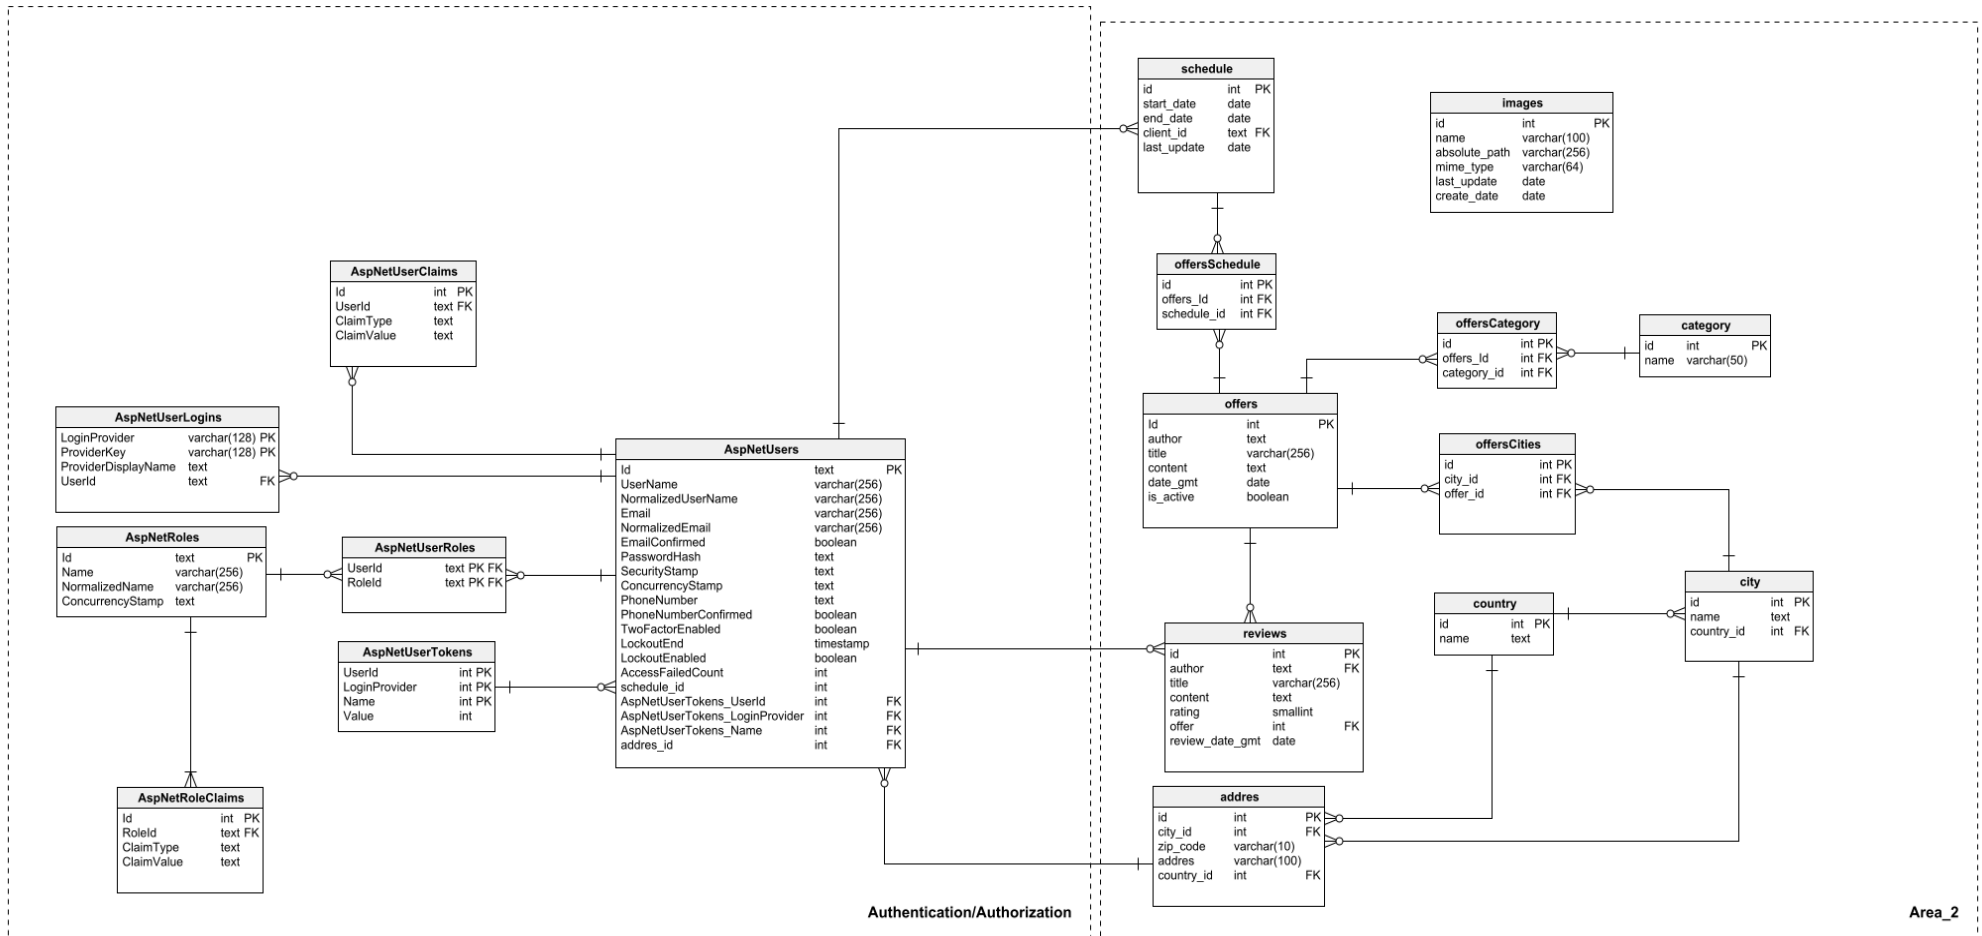 schedule
id int PK
start_date date
end_date date
client_id text FK
last_update date
images
id int PK
name varchar(100)
absolute_path varchar(256)
mime_type varchar(64)
last_update date
create_date date
offersSchedule
id int PK
offers_Id int FK
schedule_id int FK
AspNetUserClaims
Id int PK
UserId text FK
ClaimType text
ClaimValue text
offersCategory
id int PK
offers_Id int FK
category_id int FK
category
id int PK
name varchar(50)
AspNetUserLogins
LoginProvider varchar(128) PK
ProviderKey varchar(128) PK
ProviderDisplayName text
UserId text FK
offers
Id int PK
author text
title varchar(256)
content text
date_gmt date
is_active boolean
offersCities
id int PK
city_id int FK
offer_id int FK
AspNetUsers
Id text PK
UserName varchar(256)
NormalizedUserName varchar(256)
Email varchar(256)
NormalizedEmail varchar(256)
EmailConfirmed boolean
PasswordHash text
SecurityStamp text
ConcurrencyStamp text
PhoneNumber text
PhoneNumberConfirmed boolean
TwoFactorEnabled boolean
LockoutEnd timestamp
LockoutEnabled boolean
AccessFailedCount int
schedule_id int
AspNetUserTokens_UserId int FK
AspNetUserTokens_LoginProvider int FK
AspNetUserTokens_Name int FK
addres_id int FK
AspNetRoles
Id text PK
Name varchar(256)
NormalizedName varchar(256)
ConcurrencyStamp text
AspNetUserRoles
UserId text PK FK
RoleId text PK FK
city
id int PK
name text
country_id int FK
country
id int PK
name text
reviews
id int PK
author text FK
title varchar(256)
content text
rating smallint
offer int FK
review_date_gmt date
AspNetUserTokens
UserId int PK
LoginProvider int PK
Name int PK
Value int
AspNetRoleClaims
Id int PK
RoleId text FK
ClaimType text
ClaimValue text
addres
id int PK
city_id int FK
zip_code varchar(10)
addres varchar(100)
country_id int FK
Authentication/Authorization
Area_2